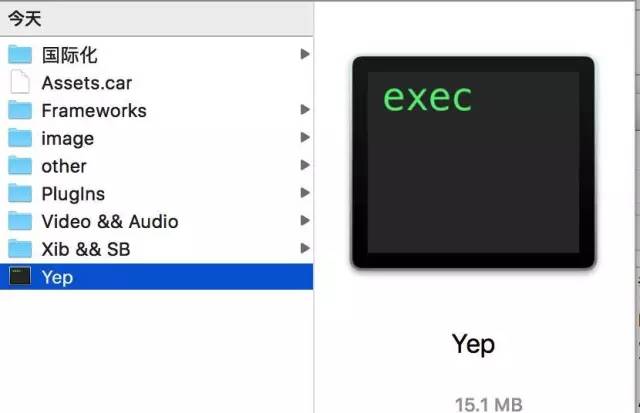 今天
国际化
Assets.car
Frameworks
image
other
PlugIns
Video && Audio
Xib && SB
Yep
exec
Yep
15.1 MB